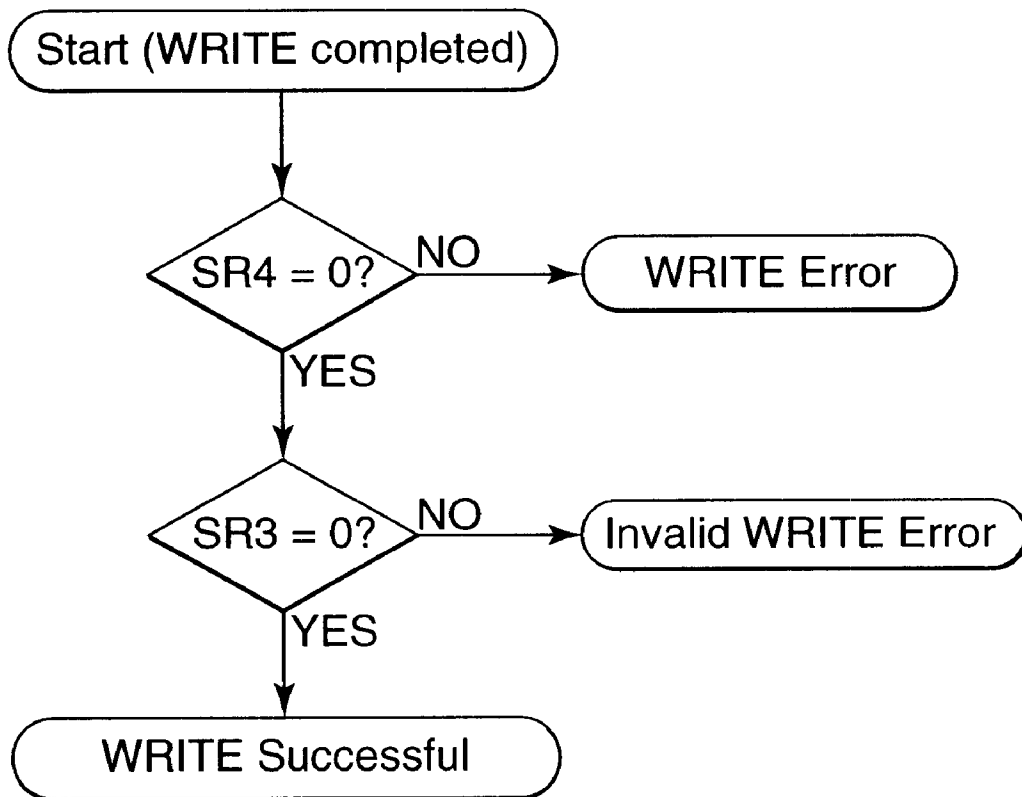 Start (WRITE completed)
SR4 = 0?
NO
WRITE Error
YES
SR3 = 0?
NO
Invalid WRITE Error
YES
WRITE Successful